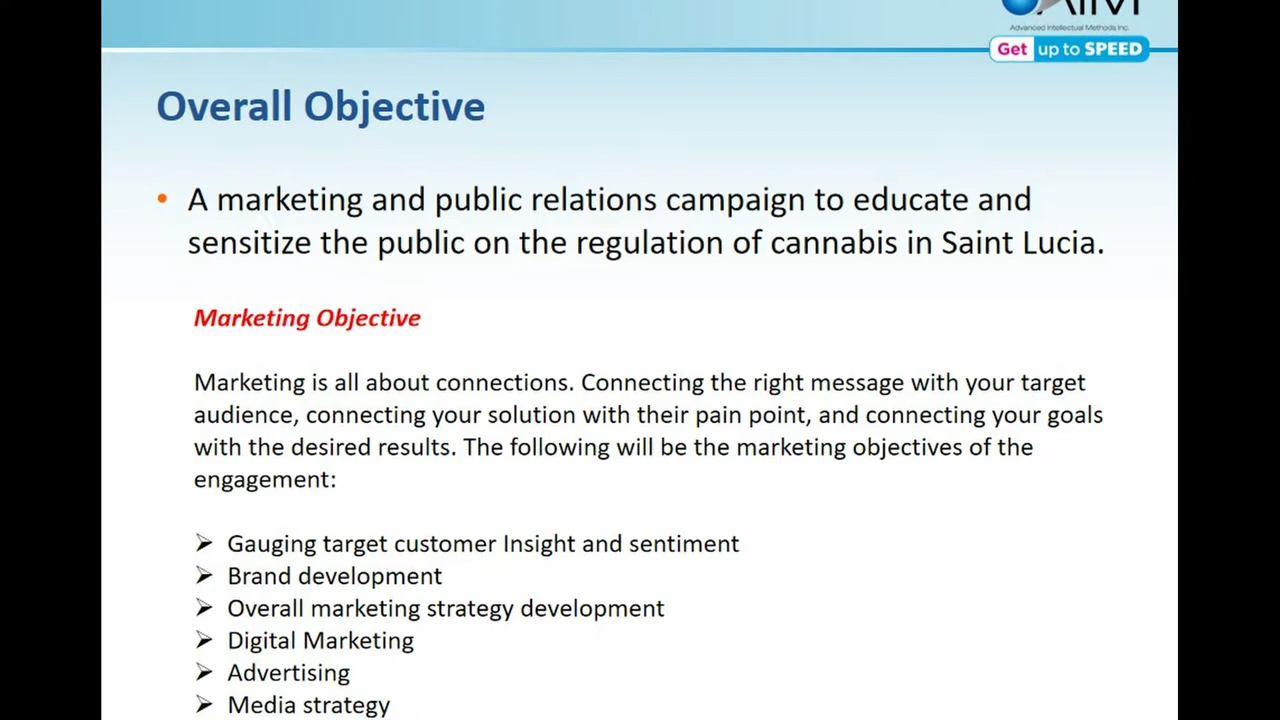 Advanced Intellectual Methods Inc.
Get up to SPEED
Overall Objective
• A marketing and public relations campaign to educate and
sensitize the public on the regulation of cannabis in Saint Lucia.
Marketing Objective
Marketing is all about connections. Connecting the right message with your target
audience, connecting your solution with their pain point, and connecting your goals
with the desired results. The following will be the marketing objectives of the
engagement:
➢ Gauging target customer Insight and sentiment
➢ Brand development
➢ Overall marketing strategy development
➢ Digital Marketing
➢ Advertising
➢ Media strategy